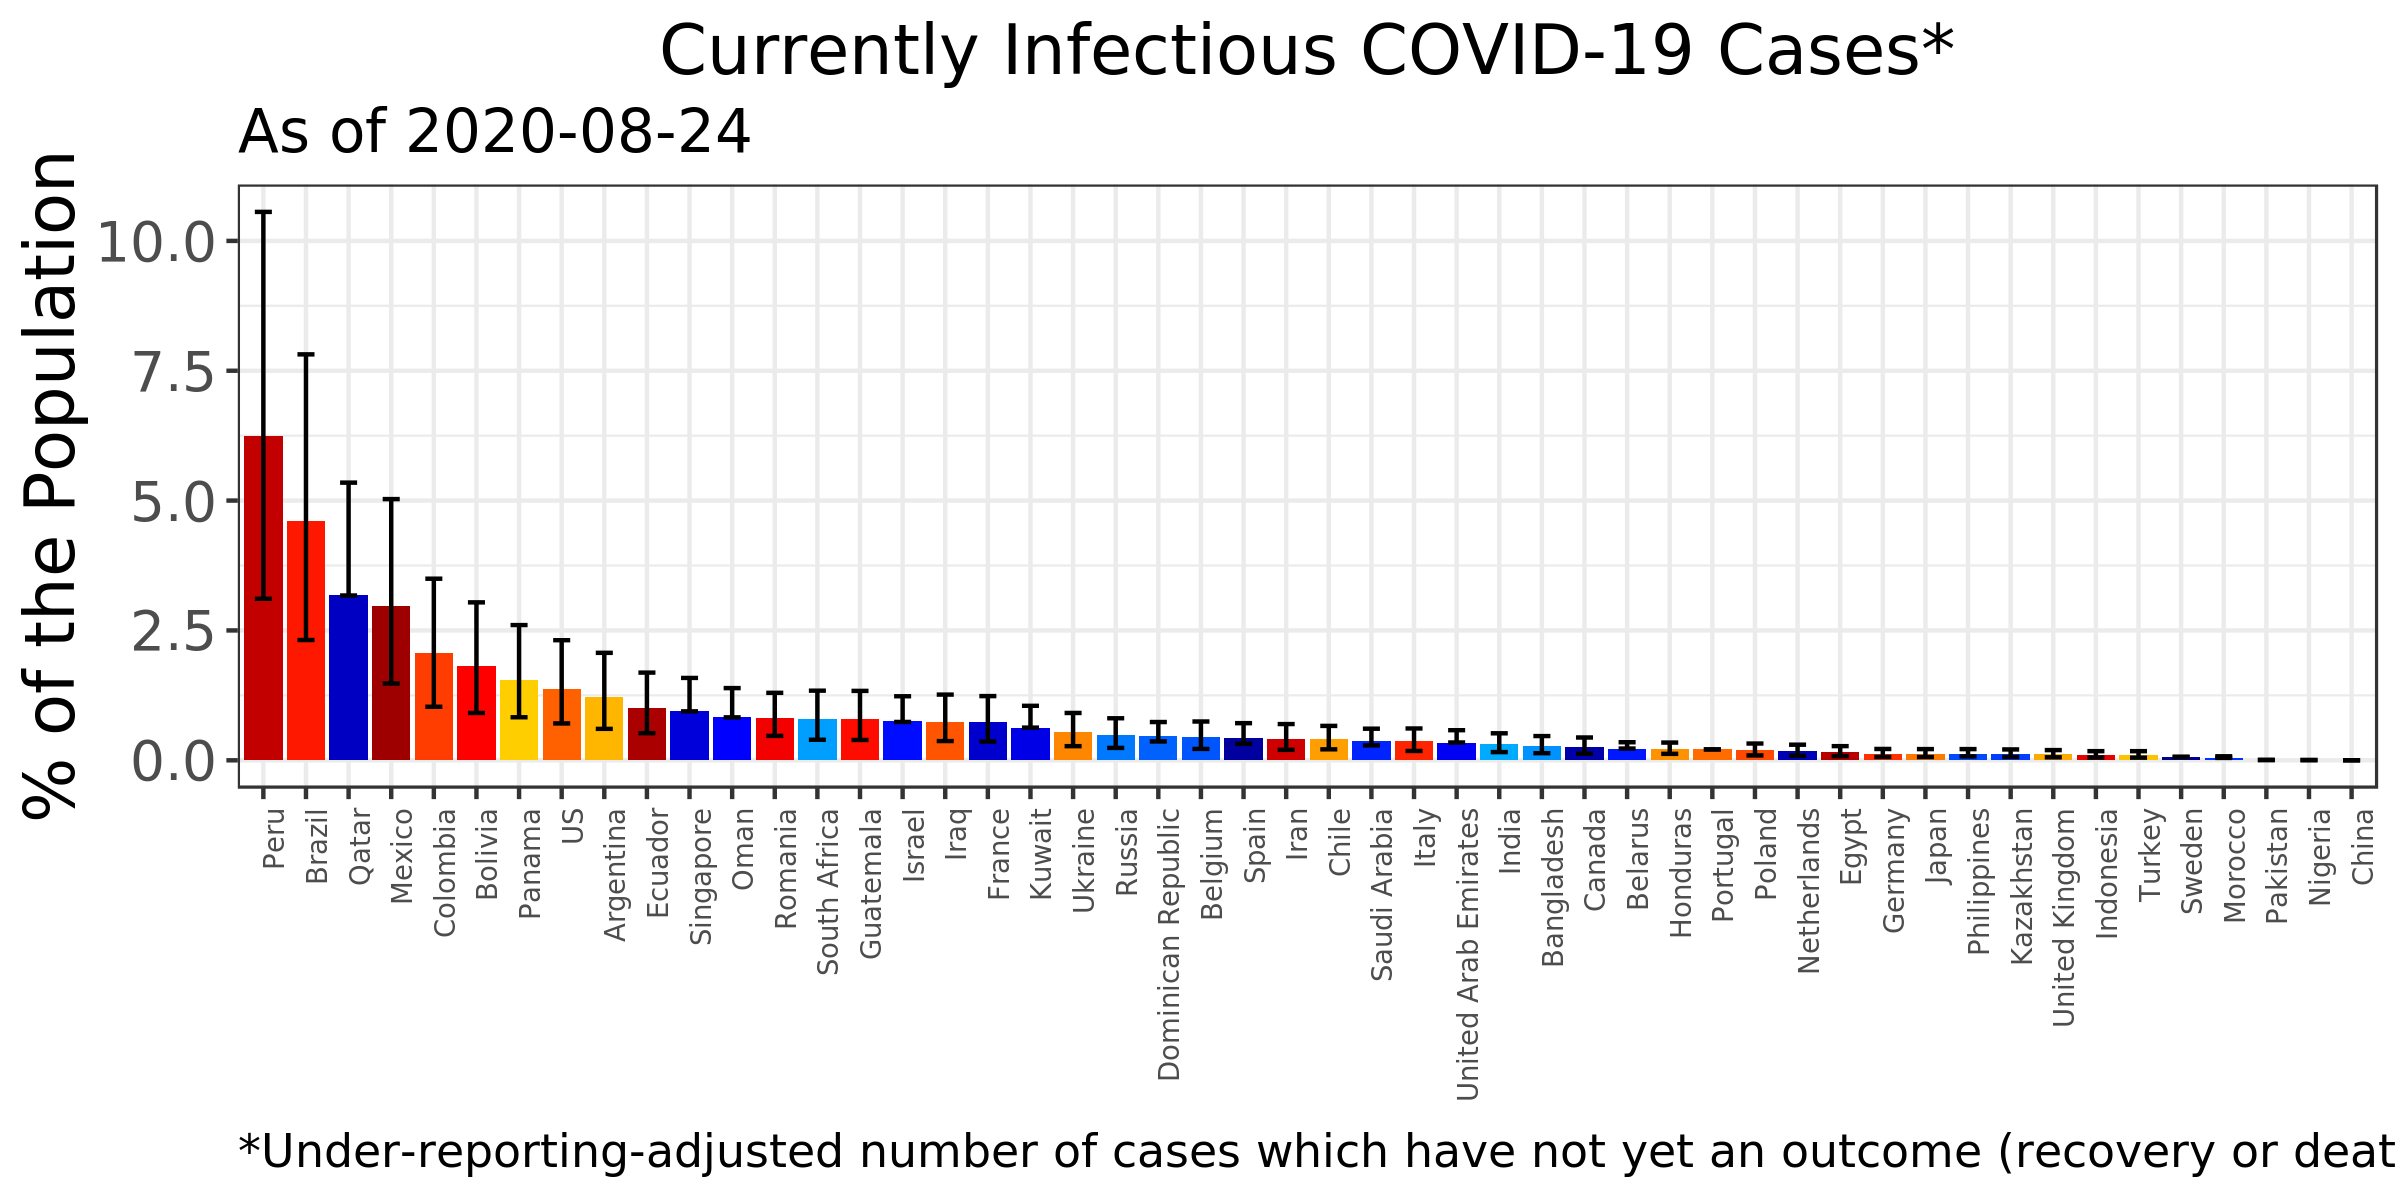 Currently Infectious COVID-19 Cases*
As of 2020-08-24
% of the Population
10.0
7.5
5.0
2.5
0.0
Peru
Brazil
Qatar
Mexico
Colombia
Bolivia
Panama
US
Argentina
Ecuador
Singapore
Oman
Romania
South Africa
Guatemala
Israel
Iraq
France
Kuwait
Ukraine
Russia
Dominican Republic
Belgium
Spain
Iran
Chile
Saudi Arabia
Italy
United Arab Emirates
India
Bangladesh
Canada
Belarus
Honduras
Portugal
Poland
Netherlands
Egypt
Germany
Japan
Philippines
Kazakhstan
United Kingdom
Indonesia
Turkey
Sweden
Morocco
Pakistan
Nigeria
China
*Under-reporting-adjusted number of cases which have not yet an outcome (recovery or deat